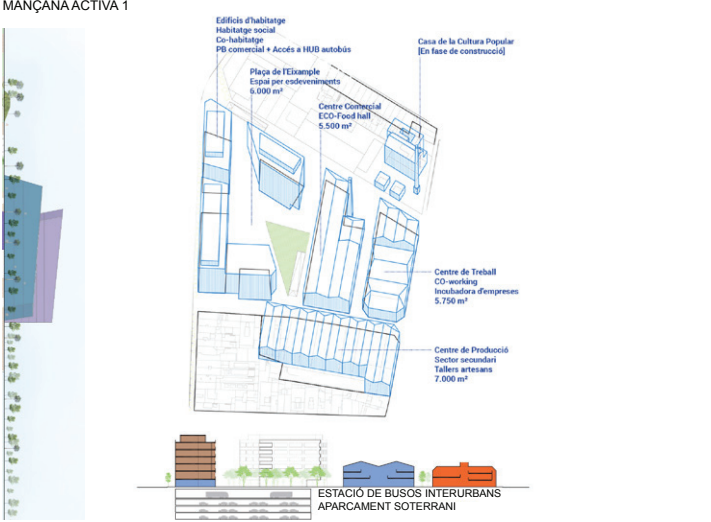 MANÇANA ACTIVA 1
Edificis d'habitatge
Habitatge social
Co-habitatge
PB comercial + Accés a HUB autobús
Plaça de l'Eixample
Espai per esdeveniments
6.000 m²
Centre Comercial
ECO-Food hall
5.500 m²
Casa de la Cultura Popular
[En fase de construcció]
Centre de Treball
CO-working
Incubadora d'empreses
5.750 m²
Centre de Producció
Sector secundari
Tallers artesans
7.000 m²
ESTACIÓ DE BUSOS INTERURBANS
APARCAMENT SOTERRANI